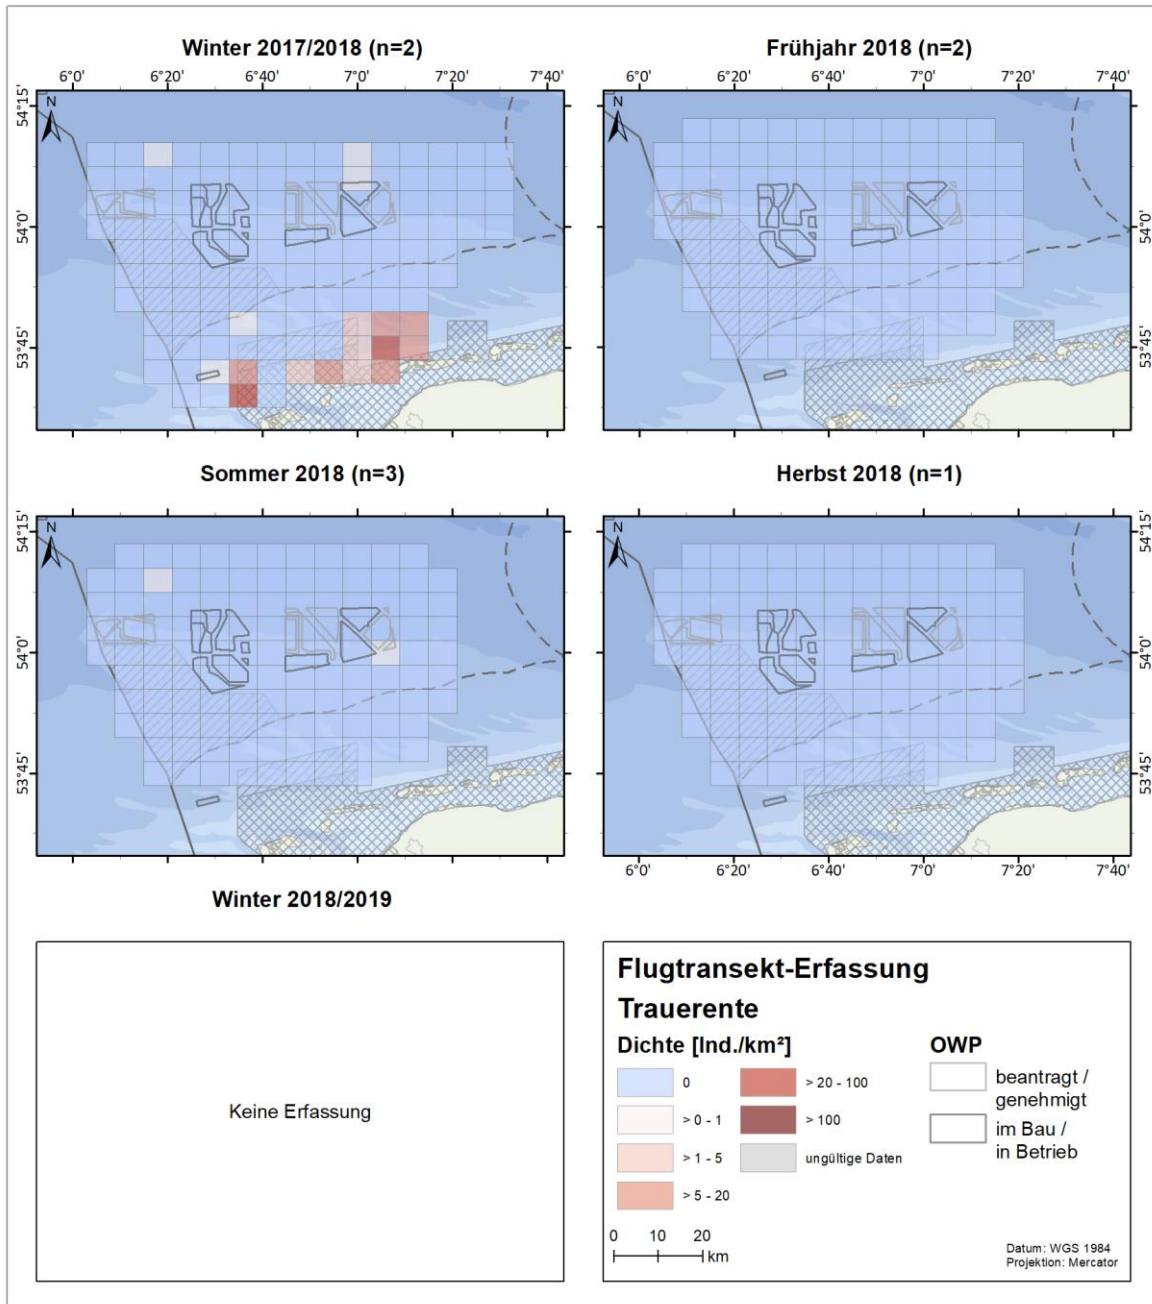 Winter 2017/2018 (n=2)
Frühjahr 2018 (n=2)
6°0' 6°20' 6°40' 7°0' 7°20' 7°40'
6°0' 6°20' 6°40' 7°0' 7°20' 7°40'
54°15'
54°0'
53°45'
N
N
54°15'
54°0'
53°45'
Sommer 2018 (n=3)
Herbst 2018 (n=1)
54°15'
54°0'
53°45'
N
N
54°15'
54°0'
53°45'
6°0' 6°20' 6°40' 7°0' 7°20' 7°40'
Winter 2018/2019
Keine Erfassung
Flugtransekt-Erfassung
Trauerente
Dichte [Ind./km²]
0
> 0 - 1
> 1 - 5
> 5 - 20
> 20 - 100
> 100
ungültige Daten
OWP
beantragt /
genehmigt
im Bau /
in Betrieb
0 10 20
km
Datum: WGS 1984
Projektion: Mercator